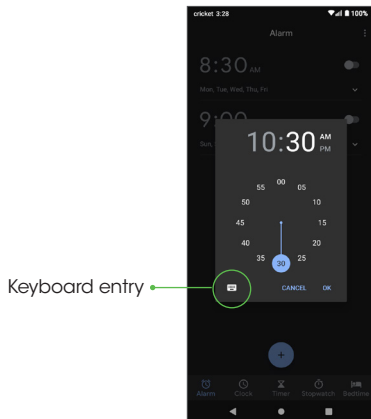 cricket 3:28 100%
Alarm
8:30 AM
Mon, Tue, Wed, Thu, Fri
9:00
Sun,
10:30 AM
PM
00
55 05
50 10
45 15
40 20
35 25
30
Keyboard entry
CANCEL OK
+
Alarm Clock Timer Stopwatch Bedtime